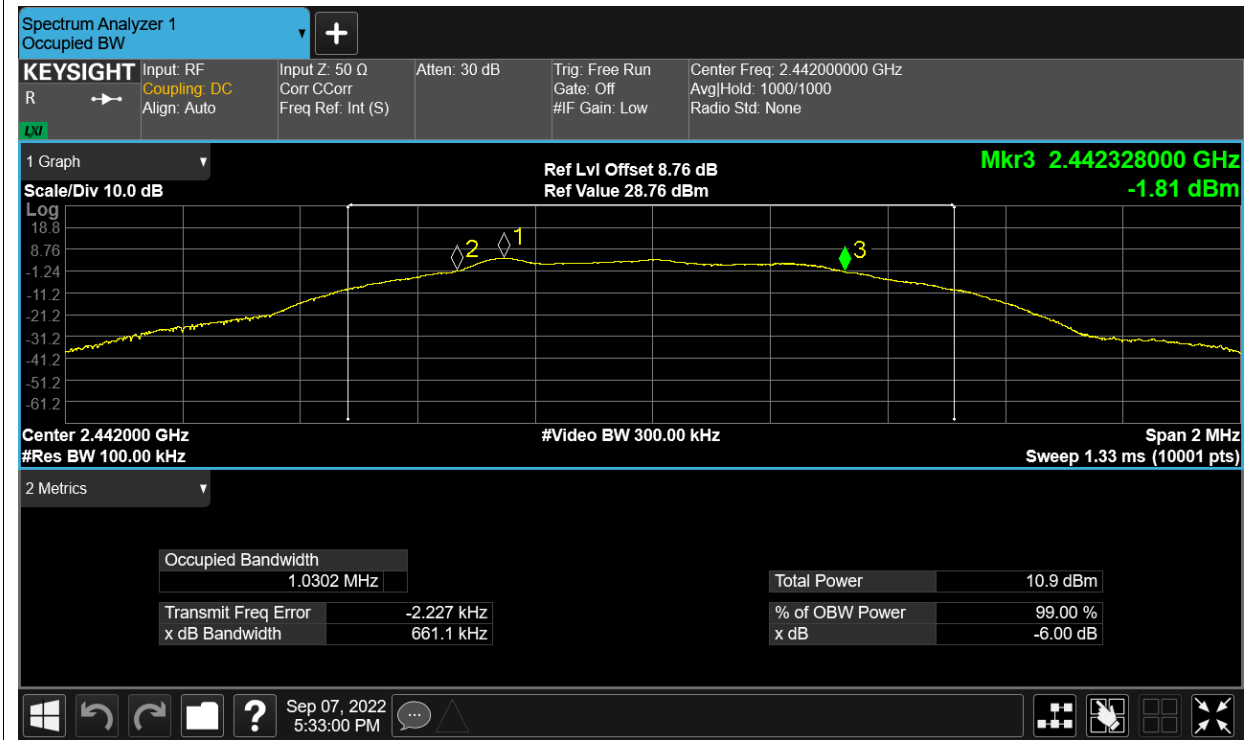 Spectrum Analyzer 1
Occupied BW
KEYSIGHT
R
LXI
Input: RF
Coupling: DC
Align: Auto
Input Z: 50 Ω
Corr CCorr
Freq Ref: Int (S)
Atten: 30 dB
Trig: Free Run
Gate: Off
#IF Gain: Low
Center Freq: 2.442000000 GHz
Avg|Hold: 1000/1000
Radio Std: None
1 Graph
Scale/Div 10.0 dB
Ref Lvl Offset 8.76 dB
Ref Value 28.76 dBm
Mkr3 2.442328000 GHz
-1.81 dBm
Log
18.8
8.76
-1.24
-11.2
-21.2
-31.2
-41.2
-51.2
-61.2
2
1
3
Center 2.442000 GHz
#Res BW 100.00 kHz
#Video BW 300.00 kHz
Span 2 MHz
Sweep 1.33 ms (10001 pts)
2 Metrics
Occupied Bandwidth
1.0302 MHz
Transmit Freq Error -2.227 kHz
x dB Bandwidth 661.1 kHz
Total Power 10.9 dBm
% of OBW Power 99.00 %
x dB -6.00 dB
?
Sep 07, 2022
5:33:00 PM